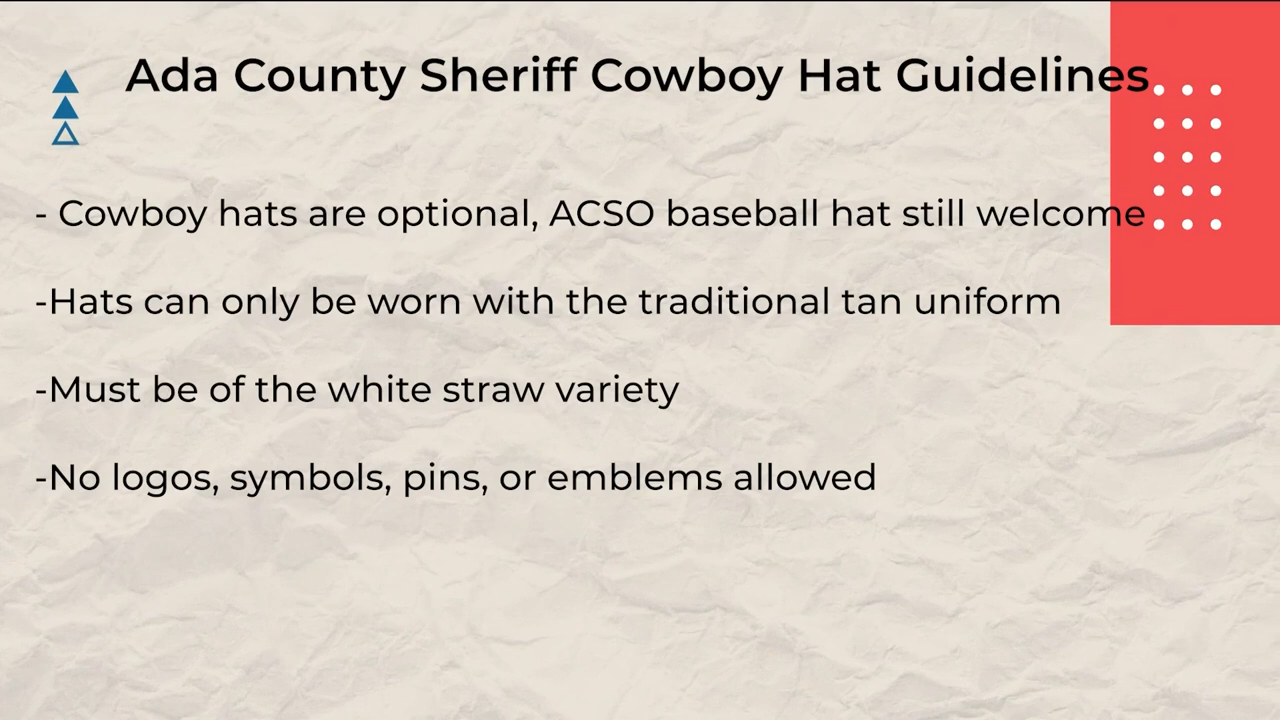 Ada County Sheriff Cowboy Hat Guidelines
- Cowboy hats are optional, ACSO baseball hat still welcome
-Hats can only be worn with the traditional tan uniform
-Must be of the white straw variety
-No logos, symbols, pins, or emblems allowed